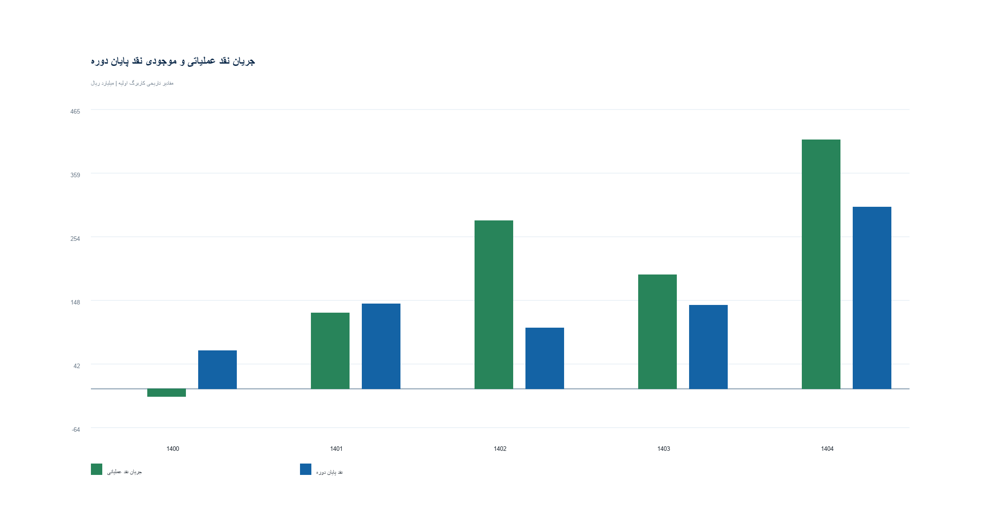 جریان نقد عملیاتی و موجودی نقد پایان دوره
مقادیر تاریخی کاربرگ اولیه | میلیارد ریال
465
359
254
148
42
-64
1400 1401 1402 1403 1404
جریان نقد عملیاتی
نقد پایان دوره